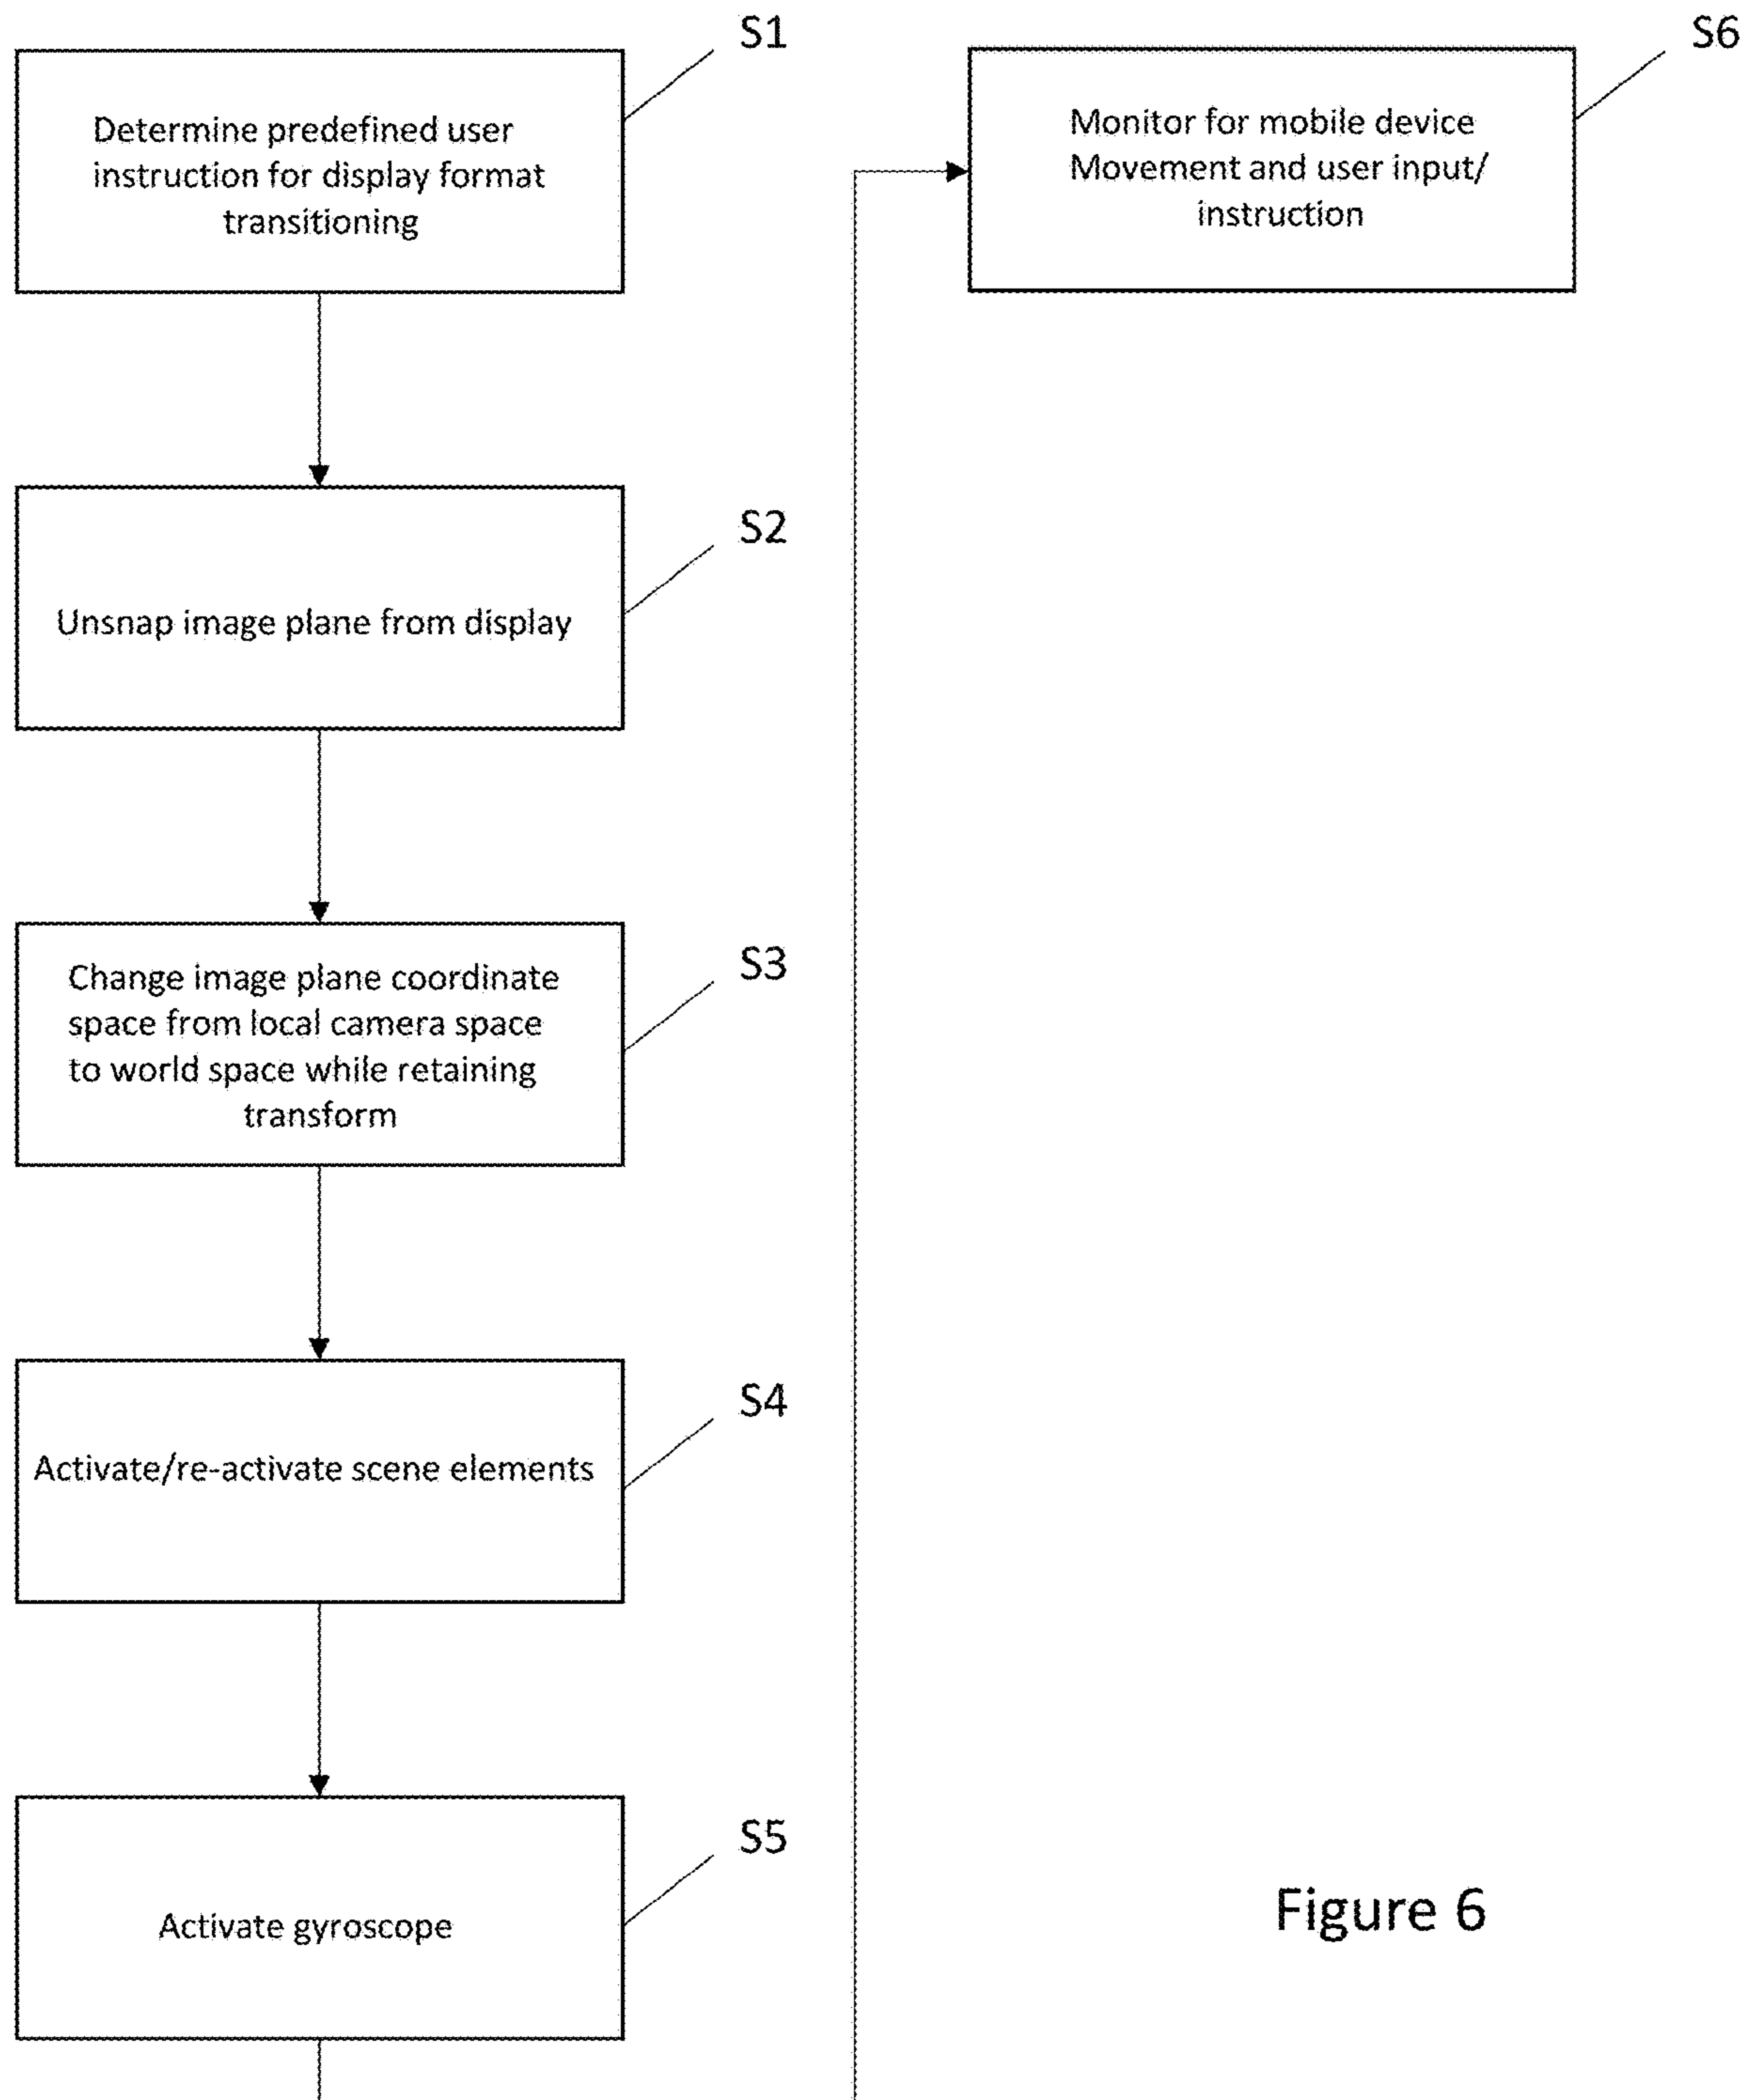 S1
Determine predefined user
instruction for display format
transitioning
S2
Unsnap image plane from display
S3
Change image plane coordinate
space from local camera space
to world space while retaining
transform
S4
Activate/re-activate scene elements
S5
Activate gyroscope
S6
Monitor for mobile device
Movement and user input/
instruction
Figure 6